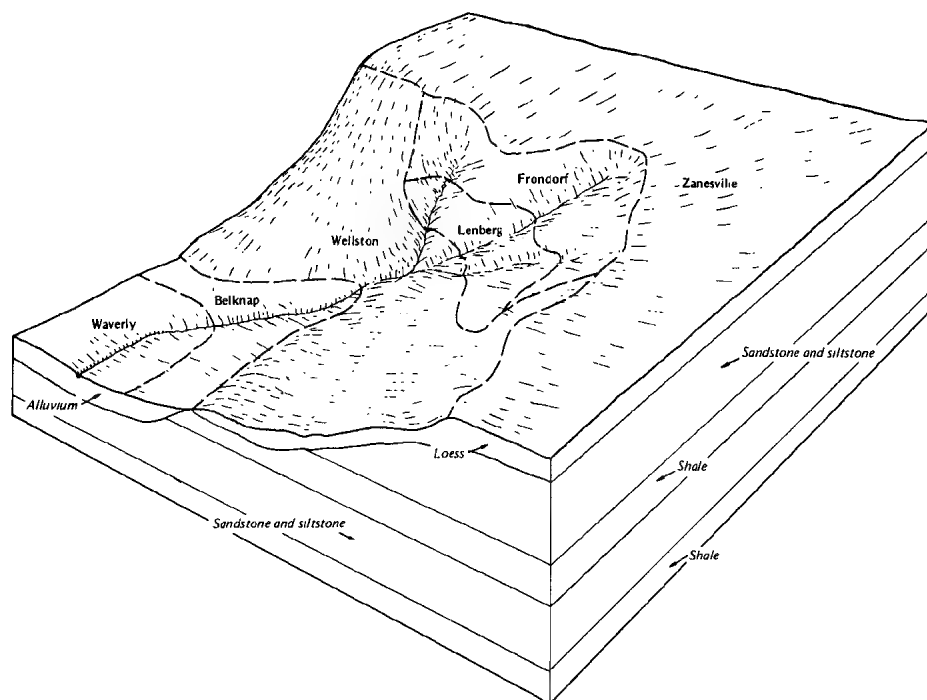 Frondorf
Zanesville
Lenberg
Wellston
Belknap
Waverly
Sandstone and siltstone
Alluvium
Loess
Shale
Sandstone and siltstone
Shale